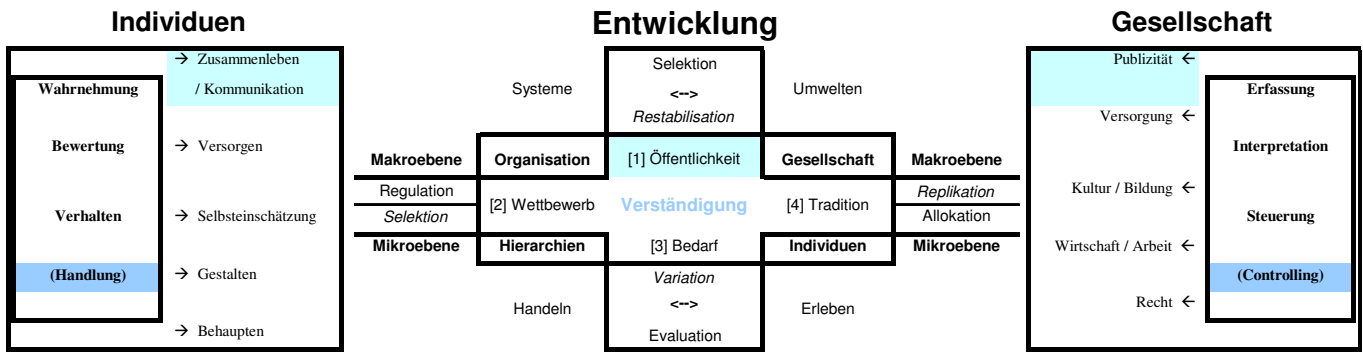 Individuen
→ Zusammenleben
Wahrnehmung / Kommunikation
Bewertung → Versorgen
Verhalten → Selbsteinschätzung
(Handlung) → Gestalten
→ Behaupten
Entwicklung
Selektion
Systeme <--> Umwelten
Restabilisation
Makroebene Organisation [1] Öffentlichkeit Gesellschaft Makroebene
Regulation Replikation
[2] Wettbewerb Verständigung [4] Tradition
Selektion Allokation
Mikroebene Hierarchien [3] Bedarf Individuen Mikroebene
Variation
Handeln <--> Erleben
Evaluation
Gesellschaft
Publizität ←
Erfassung
Versorgung ←
Interpretation
Kultur / Bildung ←
Steuerung
Wirtschaft / Arbeit ←
(Controlling)
Recht ←